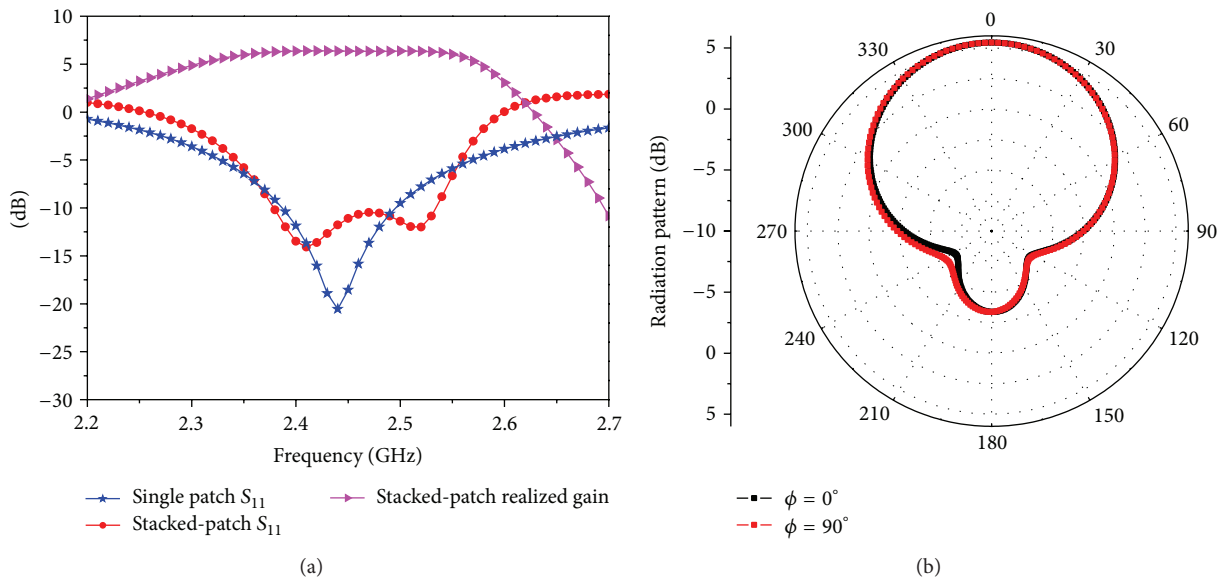 10
5
0
−5
−10
−15
−20
−25
−30
(dB)
2.2 2.3 2.4 2.5 2.6 2.7
Frequency (GHz)
Single patch S11
Stacked-patch realized gain
Stacked-patch S11
(a)
Radiation pattern (dB)
5
0
−5
−10
−5
0
5
0
30
60
90
120
150
180
210
240
270
300
330
ϕ = 0°
ϕ = 90°
(b)